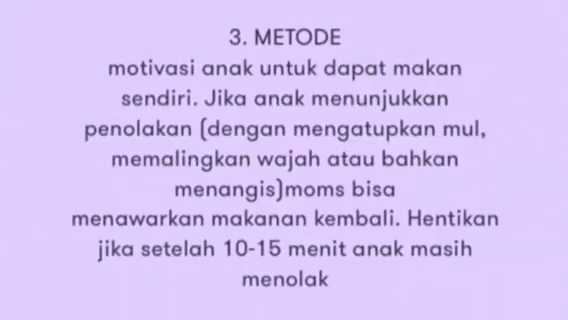 3. METODE
motivasi anak untuk dapat makan
sendiri. Jika anak menunjukkan
penolakan (dengan mengatupkan mul,
memalingkan wajah atau bahkan
menangis)moms bisa
menawarkan makanan kembali. Hentikan
jika setelah 10-15 menit anak masih
menolak